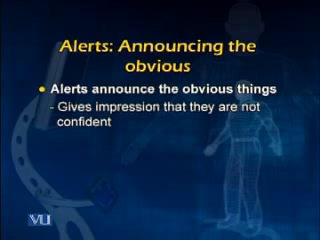 Alerts: Announcing the
obvious
● Alerts announce the obvious things
- Gives impression that they are not
confident
VU